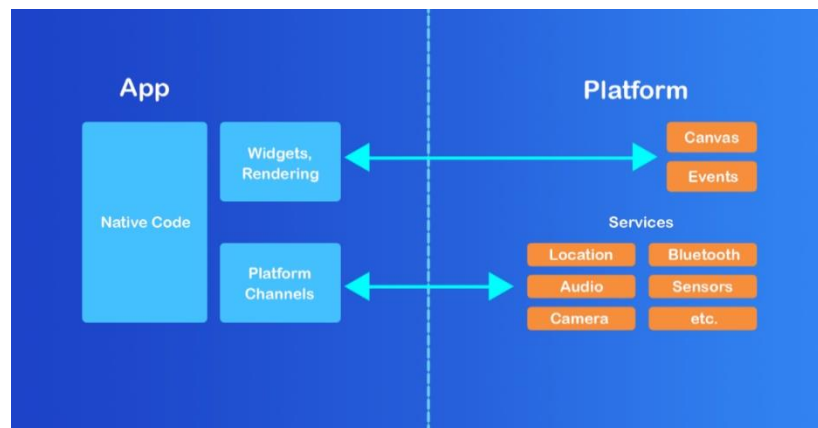 App
Platform
Native Code
Widgets,
Rendering
Platform
Channels
Canvas
Events
Services
Location
Bluetooth
Audio
Sensors
Camera
etc.